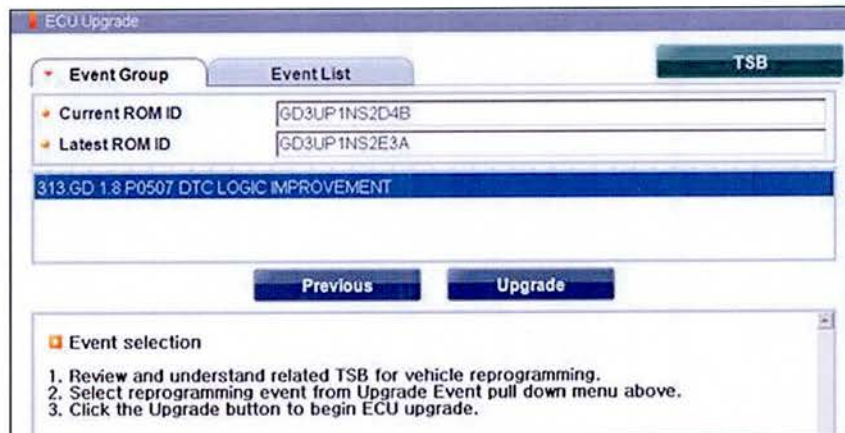 ECU Upgrade
Event Group
Event List
TSB
Current ROM ID
GD3UP1NS2D4B
Latest ROM ID
GD3UP1NS2E3A
313.GD 1.8 P0507 DTC LOGIC IMPROVEMENT
Previous
Upgrade
Event selection
1. Review and understand related TSB for vehicle reprogramming.
2. Select reprogramming event from Upgrade Event pull down menu above.
3. Click the Upgrade button to begin ECU upgrade.